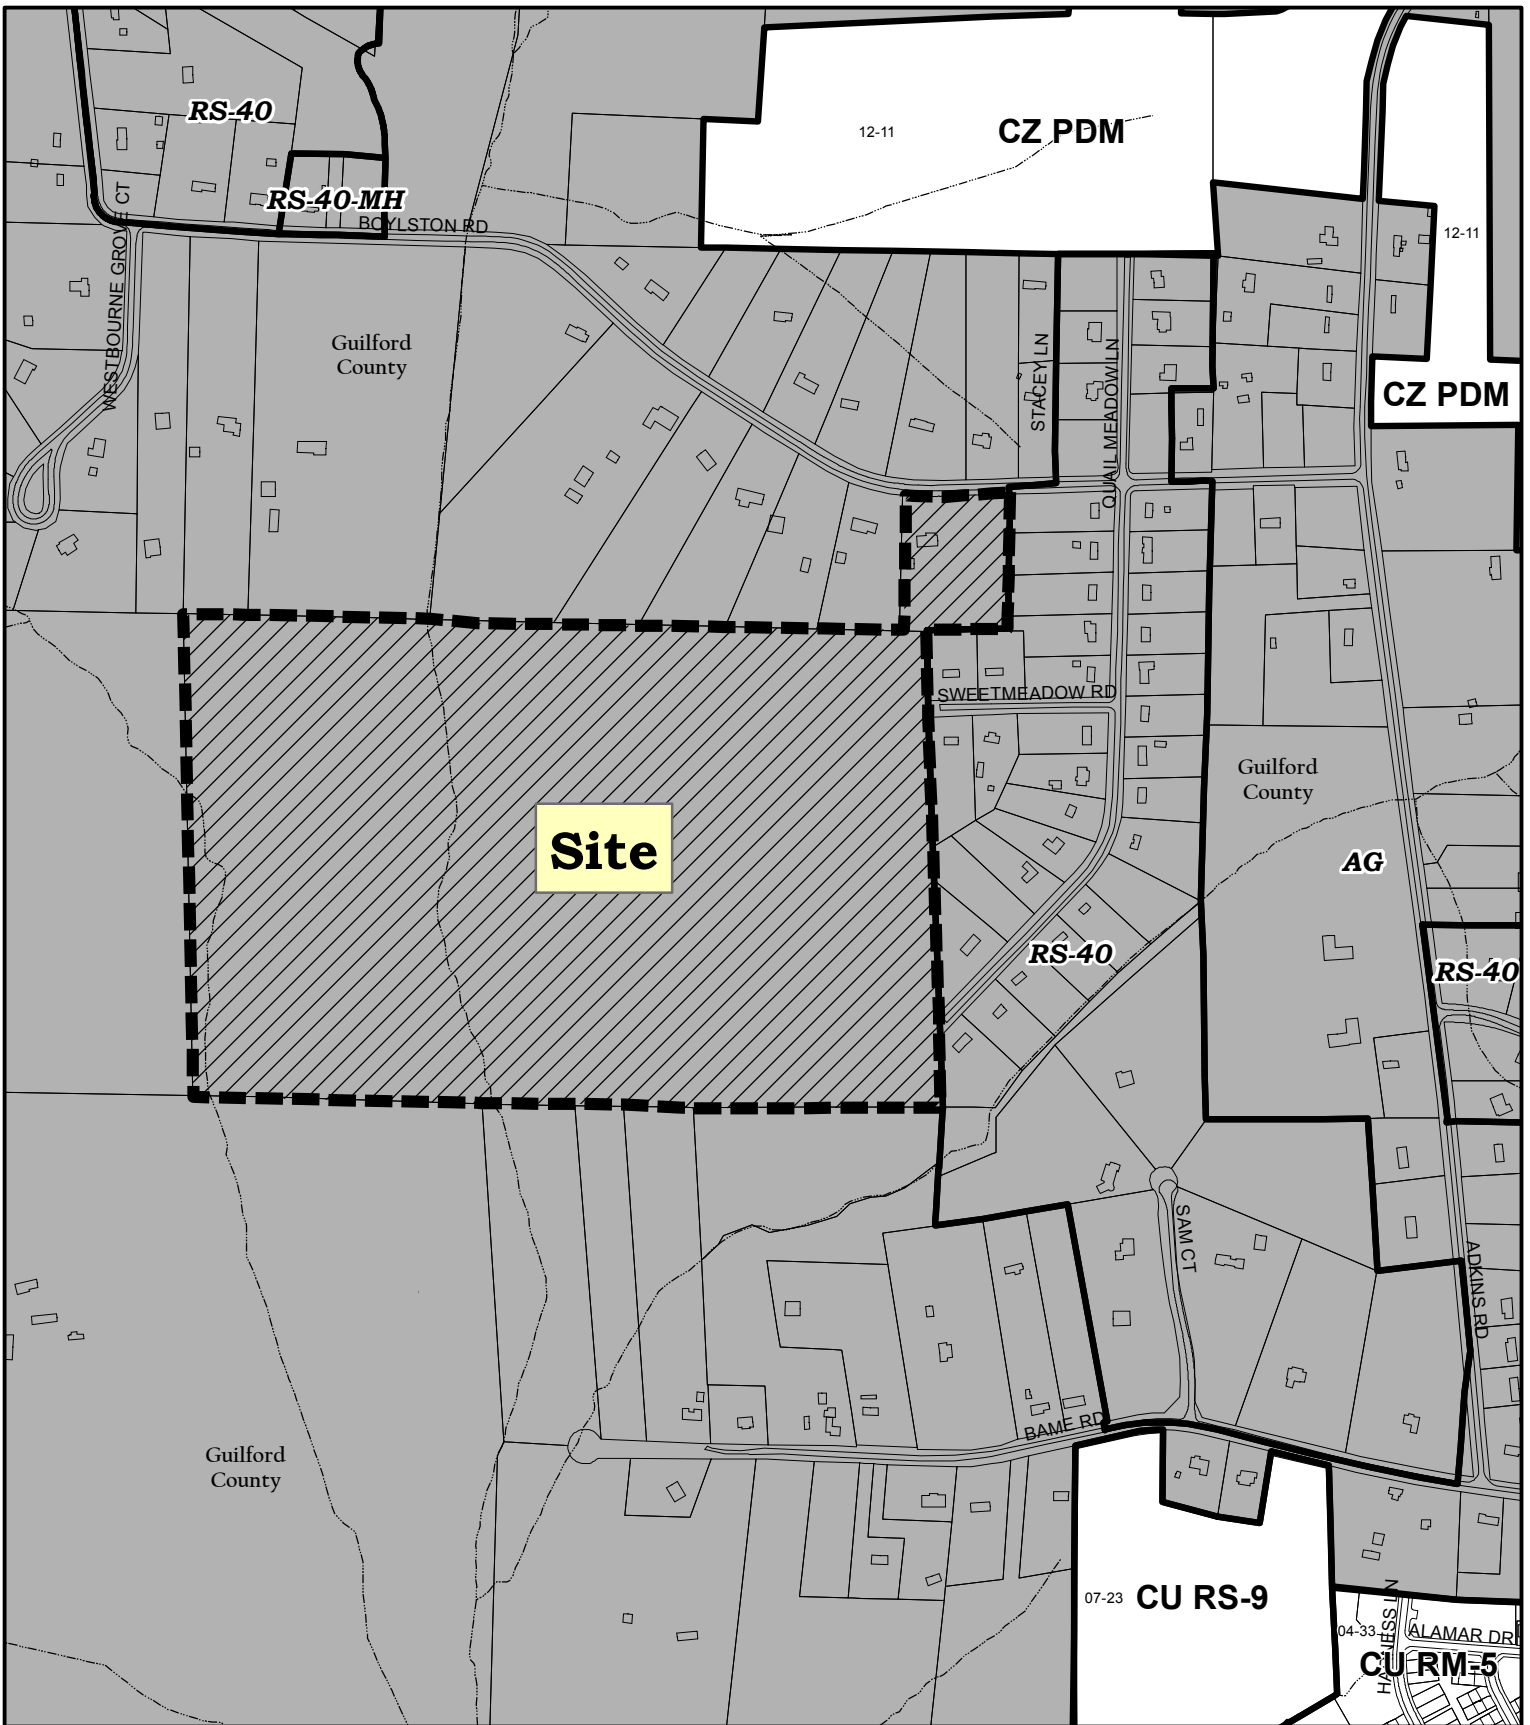 RS-40
12-11
CZ PDM
RS-40-MH
BOYLSTON RD
WESTBOURNE GROVE CT
12-11
Guilford
County
STACEY LN
QUAIL MEADOW LN
CZ PDM
SWEETMEADOW RD
Guilford
County
Site
AG
RS-40
RS-40
SAM CT
ADKINS RD
BAME RD
Guilford
County
07-23
CU RS-9
04-33
HARNESS LN
ALAMAR DR
CU RM-5